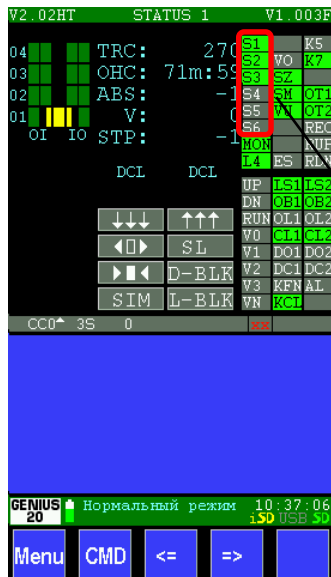 V2.02HT STATUS 1 V1.003F
04 TRC: 270 S1 K5
03 OHC: 71m:59 S2 VO K7
S3 SZ
02 ABS: -1 S4 SM OT1
01 V: 0 S5 OT2
OI IO STP: -1 S6 REC
MON
DCL DCL L4 ES
UP LS1 LS2
DN OB1 OB2
↓↓↓ ↑↑↑ RUN OL1 OL2
SL V0 CL1 CL2
V1 DO1 DO2
D-BLK V2 DC1 DC2
V3 KFN AL
SIM L-BLK VN KCL
CC0 3S 0 xx
GENIUS 20 Нормальный режим 10:37:06
iSD USB SD
Menu CMD <= =>